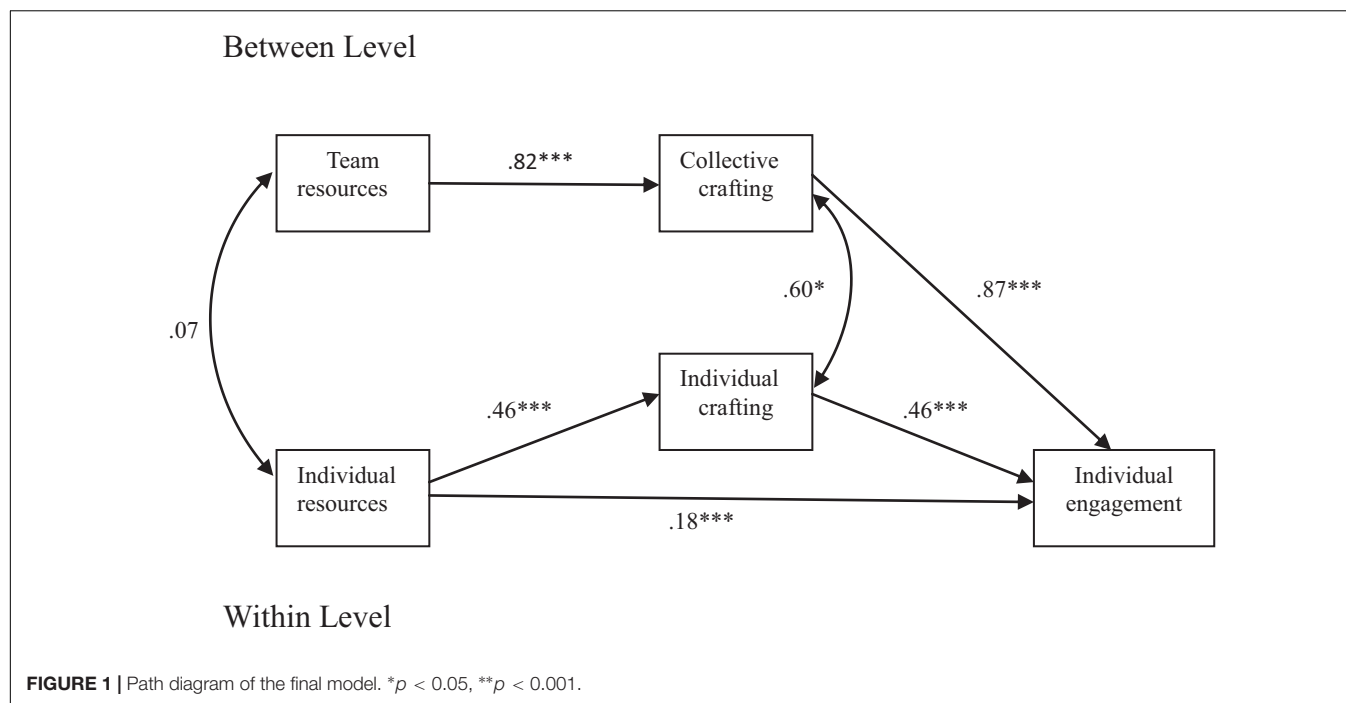 Between Level
Team
resources
.82***
Collective
crafting
.87***
.60*
.07
Individual
crafting
.46***
.46***
Individual
resources
.18***
Individual
engagement
Within Level
FIGURE 1 | Path diagram of the final model. *p < 0.05, **p < 0.001.